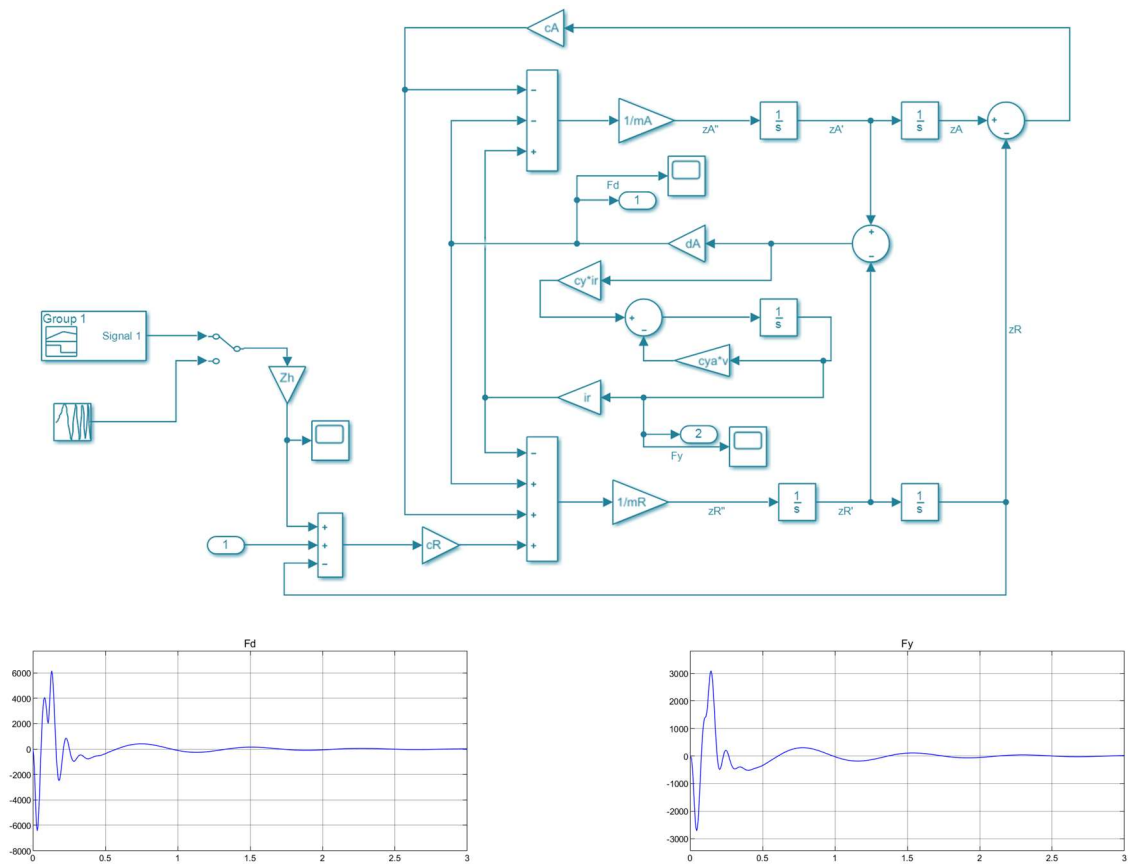 cA
1/mA
zA''
1
s
zA'
1
s
zA
+
-
-
-
+
Fd
1
dA
+
-
cy*ir
Group 1
Signal 1
+
-
1
s
zR
cya*v
Zh
ir
2
Fy
-
+
+
+
1/mR
zR''
1
s
zR'
1
s
+
+
-
1
cR
Fd
6000
4000
2000
0
-2000
-4000
-6000
-8000
0 0.5 1 1.5 2 2.5 3
Fy
3000
2000
1000
0
-1000
-2000
-3000
0 0.5 1 1.5 2 2.5 3